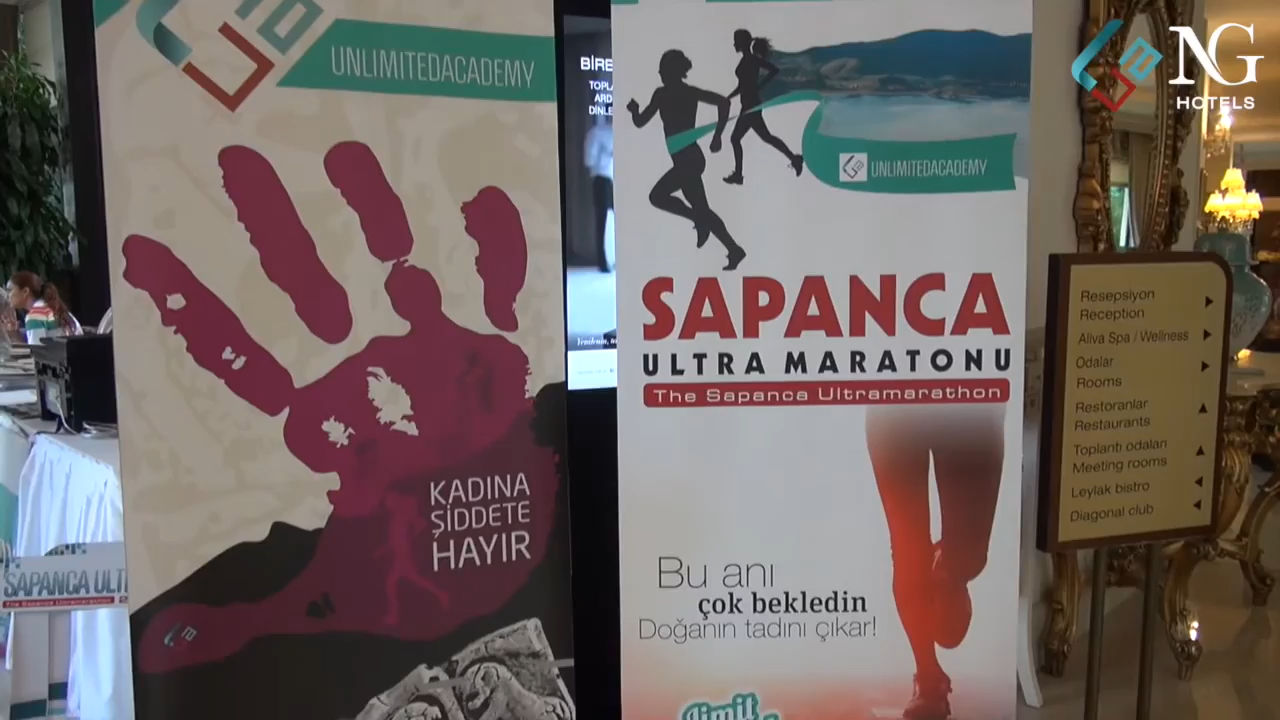 UNLIMITEDACADEMY
KADINA
ŞİDDETE
HAYIR
SAPANCA
The Sapanca Ultramarathon
UNLIMITEDACADEMY
SAPANCA
ULTRA MARATONU
The Sapanca Ultramarathon
Bu anı
çok bekledin
Doğanın tadını çıkar!
limit
NG
HOTELS
Resepsiyon
Reception
Aliva Spa / Wellness
Odalar
Rooms
Restoranlar
Restaurants
Toplantı odaları
Meeting rooms
Leylak bistro
Diagonal club